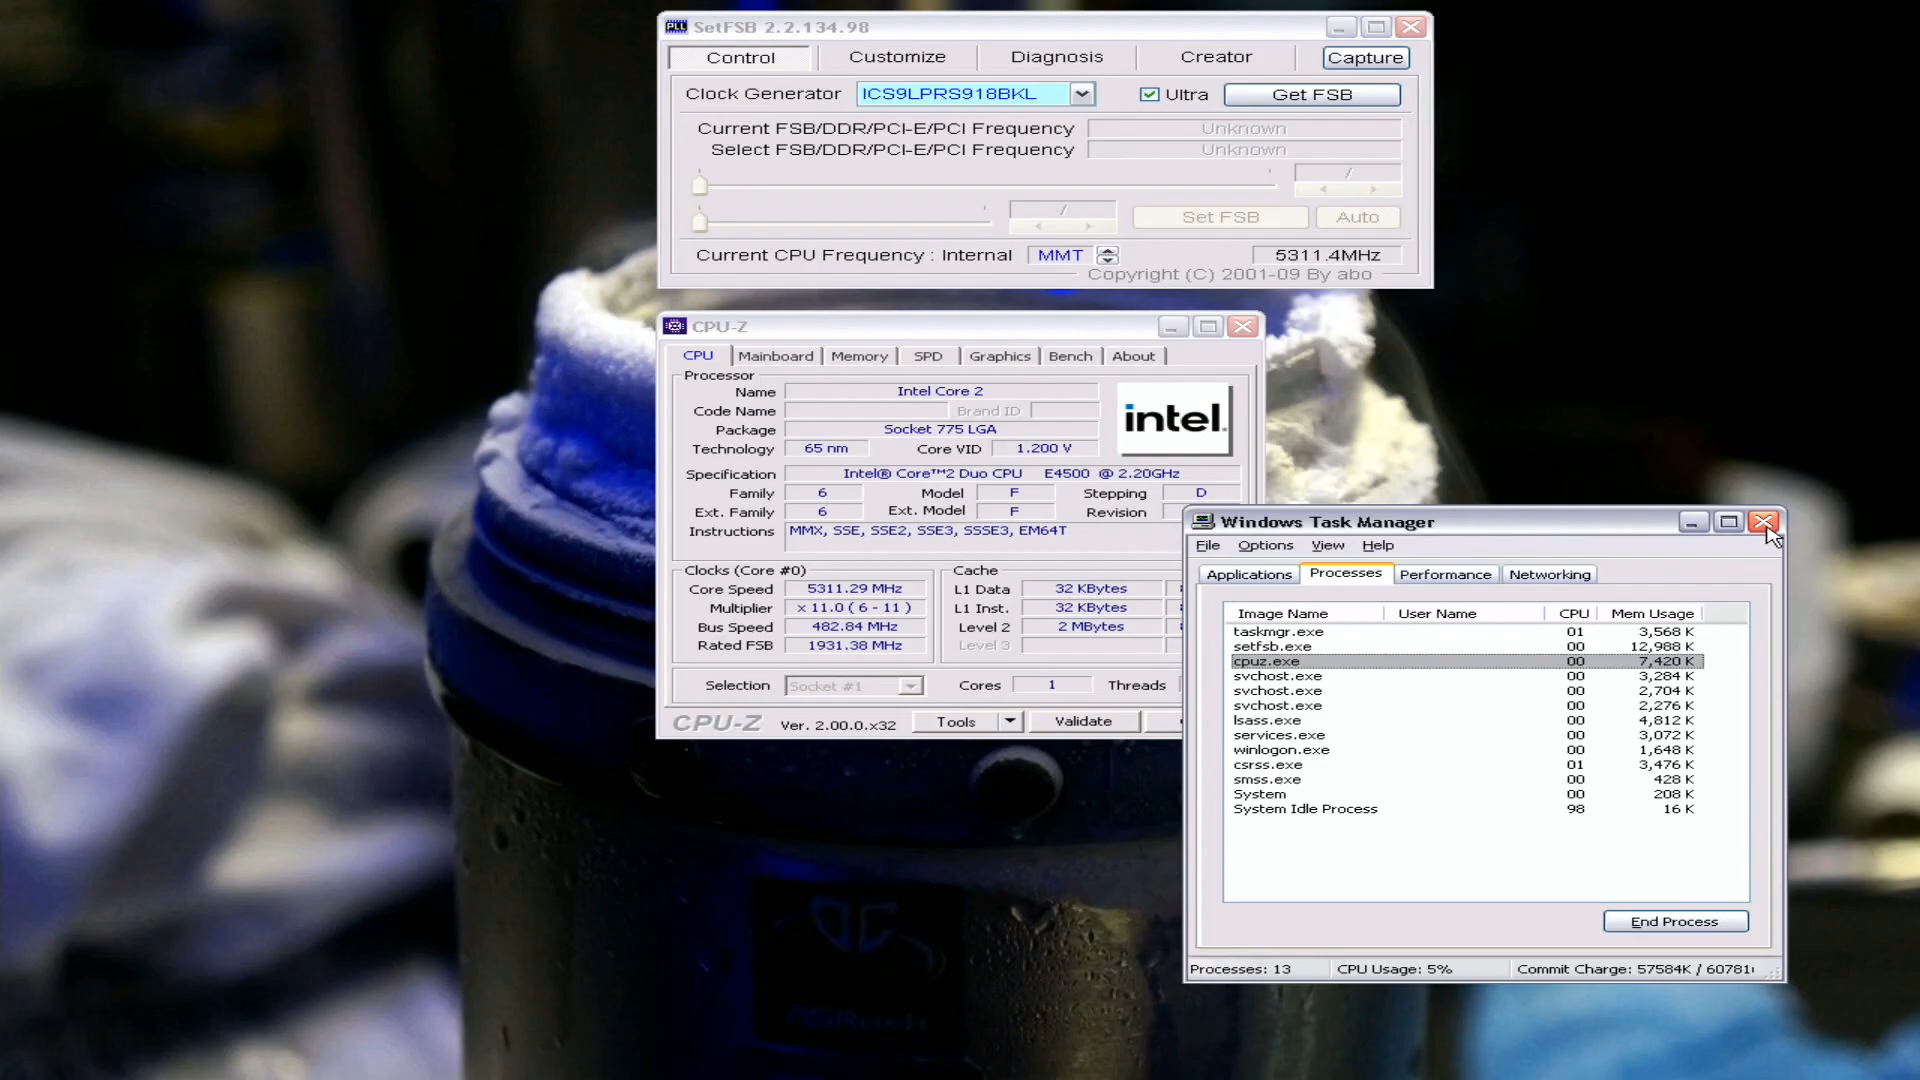 SetFSB 2.2.134.98
Control Customize Diagnosis Creator Capture
Clock Generator ICS9LPRS918BKL Ultra Get FSB
Current FSB/DDR/PCI-E/PCI Frequency Unknown
Select FSB/DDR/PCI-E/PCI Frequency Unknown
/
/ Set FSB Auto
Current CPU Frequency : Internal MMT 5311.4MHz
Copyright (C) 2001-09 By abo
CPU-Z
CPU Mainboard Memory SPD Graphics Bench About
Processor
Name Intel Core 2
Code Name Brand ID
Package Socket 775 LGA
Technology 65 nm Core VID 1.200 V
intel.
Specification Intel® Core™2 Duo CPU E4500 @ 2.20GHz
Family 6 Model F Stepping D
Ext. Family 6 Ext. Model F Revision
Instructions MMX, SSE, SSE2, SSE3, SSSE3, EM64T
Clocks (Core #0)
Core Speed 5311.29 MHz
Multiplier x 11.0 ( 6 - 11 )
Bus Speed 482.84 MHz
Rated FSB 1931.38 MHz
Cache
L1 Data 32 KBytes
L1 Inst. 32 KBytes
Level 2 2 MBytes
Level 3
Selection Socket #1 Cores 1 Threads
CPU-Z Ver. 2.00.0.x32 Tools Validate
Windows Task Manager
File Options View Help
Applications Processes Performance Networking
Image Name User Name CPU Mem Usage
taskmgr.exe 01 3,568 K
setfsb.exe 00 12,988 K
cpuz.exe 00 7,420 K
svchost.exe 00 3,284 K
svchost.exe 00 2,704 K
svchost.exe 00 2,276 K
lsass.exe 00 4,812 K
services.exe 00 3,072 K
winlogon.exe 00 1,648 K
csrss.exe 01 3,476 K
smss.exe 00 428 K
System 00 208 K
System Idle Process 98 16 K
End Process
Processes: 13 CPU Usage: 5% Commit Charge: 57584K / 60781